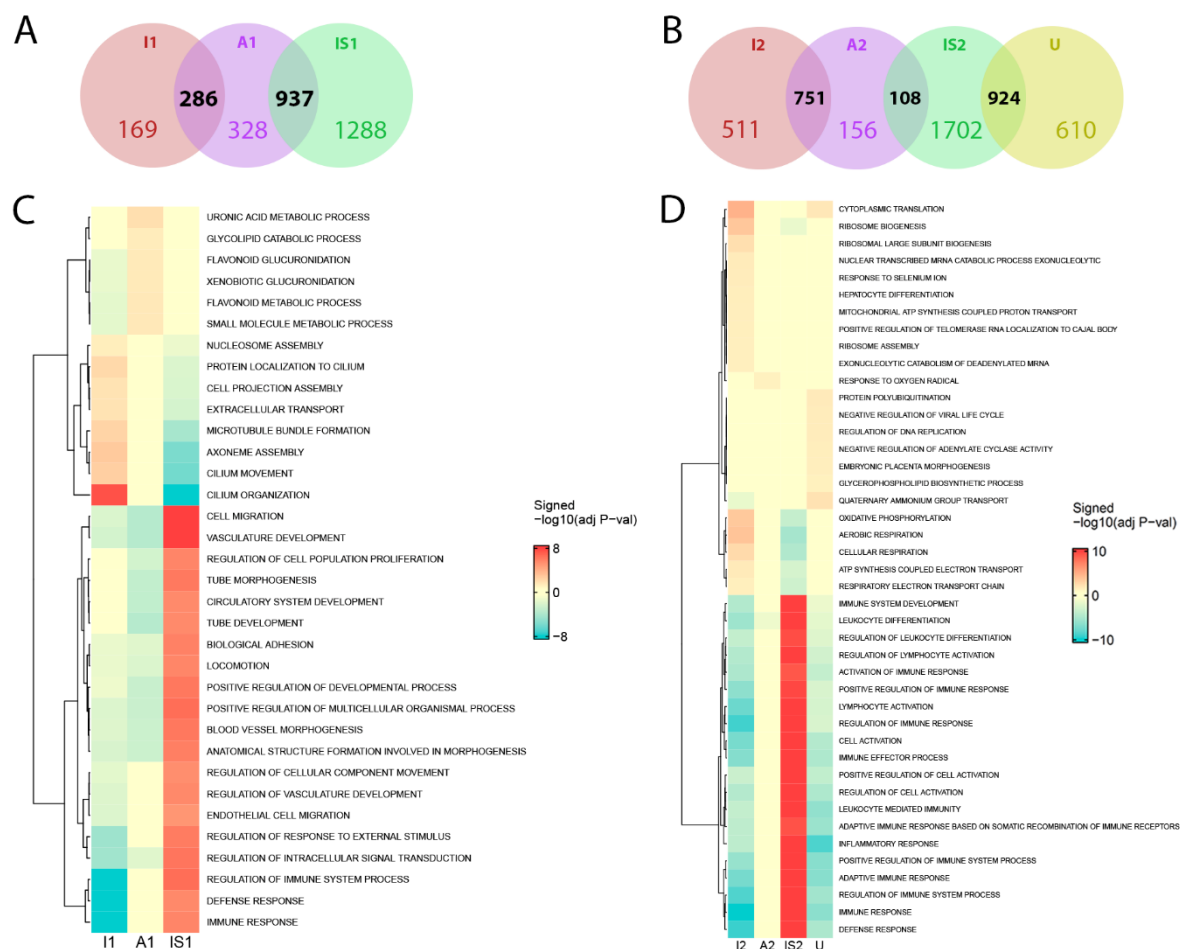 A
I1
A1
IS1
286
937
169
328
1288
B
I2
A2
IS2
U
751
108
924
511
156
1702
610
C
URONIC ACID METABOLIC PROCESS
GLYCOLIPID CATABOLIC PROCESS
FLAVONOID GLUCURONIDATION
XENOBIOTIC GLUCURONIDATION
FLAVONOID METABOLIC PROCESS
SMALL MOLECULE METABOLIC PROCESS
NUCLEOSOME ASSEMBLY
PROTEIN LOCALIZATION TO CILIUM
CELL PROJECTION ASSEMBLY
EXTRACELLULAR TRANSPORT
MICROTUBULE BUNDLE FORMATION
AXONEME ASSEMBLY
CILIUM MOVEMENT
CILIUM ORGANIZATION
CELL MIGRATION
VASCULATURE DEVELOPMENT
REGULATION OF CELL POPULATION PROLIFERATION
TUBE MORPHOGENESIS
CIRCULATORY SYSTEM DEVELOPMENT
TUBE DEVELOPMENT
BIOLOGICAL ADHESION
LOCOMOTION
POSITIVE REGULATION OF DEVELOPMENTAL PROCESS
POSITIVE REGULATION OF MULTICELLULAR ORGANISMAL PROCESS
BLOOD VESSEL MORPHOGENESIS
ANATOMICAL STRUCTURE FORMATION INVOLVED IN MORPHOGENESIS
REGULATION OF CELLULAR COMPONENT MOVEMENT
REGULATION OF VASCULATURE DEVELOPMENT
ENDOTHELIAL CELL MIGRATION
REGULATION OF RESPONSE TO EXTERNAL STIMULUS
REGULATION OF INTRACELLULAR SIGNAL TRANSDUCTION
REGULATION OF IMMUNE SYSTEM PROCESS
DEFENSE RESPONSE
IMMUNE RESPONSE
I1 A1 IS1
Signed
−log10(adj P−val)
8
4
0
−4
−8
D
CYTOPLASMIC TRANSLATION
RIBOSOME BIOGENESIS
RIBOSOMAL LARGE SUBUNIT BIOGENESIS
NUCLEAR TRANSCRIBED MRNA CATABOLIC PROCESS EXONUCLEOLYTIC
RESPONSE TO SELENIUM ION
HEPATOCYTE DIFFERENTIATION
MITOCHONDRIAL ATP SYNTHESIS COUPLED PROTON TRANSPORT
POSITIVE REGULATION OF TELOMERASE RNA LOCALIZATION TO CAJAL BODY
RIBOSOME ASSEMBLY
EXONUCLEOLYTIC CATABOLISM OF DEADENYLATED MRNA
RESPONSE TO OXYGEN RADICAL
PROTEIN POLYUBIQUITINATION
NEGATIVE REGULATION OF VIRAL LIFE CYCLE
REGULATION OF DNA REPLICATION
NEGATIVE REGULATION OF ADENYLATE CYCLASE ACTIVITY
EMBRYONIC PLACENTA MORPHOGENESIS
GLYCEROPHOSPHOLIPID BIOSYNTHETIC PROCESS
QUATERNARY AMMONIUM GROUP TRANSPORT
OXIDATIVE PHOSPHORYLATION
AEROBIC RESPIRATION
CELLULAR RESPIRATION
ATP SYNTHESIS COUPLED ELECTRON TRANSPORT
RESPIRATORY ELECTRON TRANSPORT CHAIN
IMMUNE SYSTEM DEVELOPMENT
LEUKOCYTE DIFFERENTIATION
REGULATION OF LEUKOCYTE DIFFERENTIATION
REGULATION OF LYMPHOCYTE ACTIVATION
ACTIVATION OF IMMUNE RESPONSE
POSITIVE REGULATION OF IMMUNE RESPONSE
LYMPHOCYTE ACTIVATION
REGULATION OF IMMUNE RESPONSE
CELL ACTIVATION
IMMUNE EFFECTOR PROCESS
POSITIVE REGULATION OF CELL ACTIVATION
REGULATION OF CELL ACTIVATION
LEUKOCYTE MEDIATED IMMUNITY
ADAPTIVE IMMUNE RESPONSE BASED ON SOMATIC RECOMBINATION OF IMMUNE RECEPTORS
INFLAMMATORY RESPONSE
POSITIVE REGULATION OF IMMUNE SYSTEM PROCESS
ADAPTIVE IMMUNE RESPONSE
REGULATION OF IMMUNE SYSTEM PROCESS
IMMUNE RESPONSE
DEFENSE RESPONSE
I2 A2 IS2 U
Signed
−log10(adj P−val)
10
5
0
−5
−10